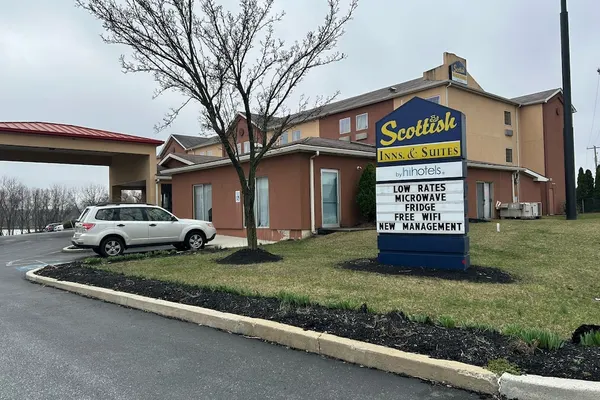 Scottish
INNS & SUITES
by hihotels
LOW RATES
MICROWAVE
FRIDGE
FREE WIFI
NEW MANAGEMENT